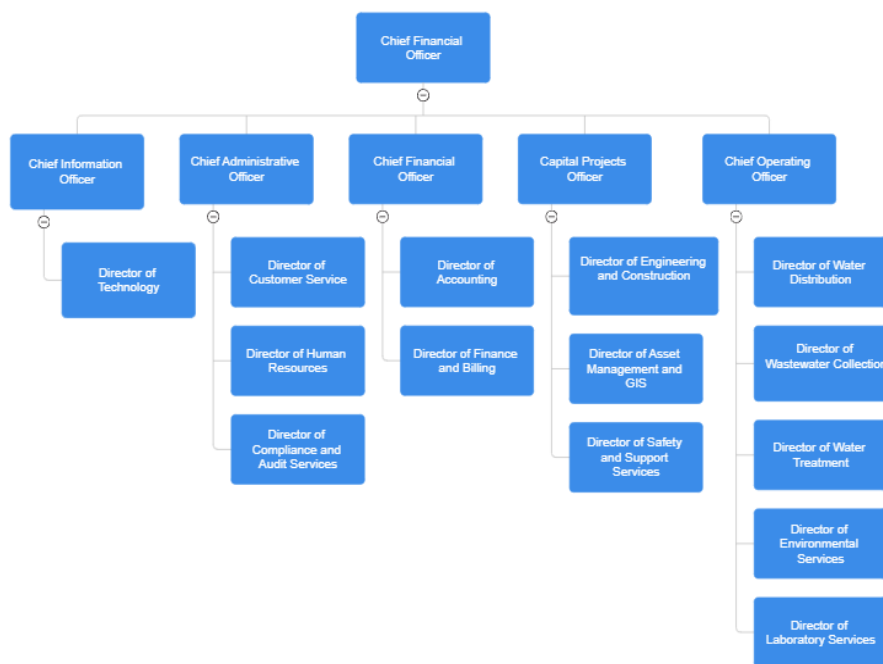 Chief Financial
Officer
Chief Information
Officer
Chief Administrative
Officer
Chief Financial
Officer
Capital Projects
Officer
Chief Operating
Officer
Director of
Technology
Director of
Customer Service
Director of Human
Resources
Director of
Compliance and
Audit Services
Director of
Accounting
Director of Finance
and Billing
Director of Engineering
and Construction
Director of Asset
Management and
GIS
Director of Safety
and Support
Services
Director of Water
Distribution
Director of
Wastewater Collection
Director of Water
Treatment
Director of
Environmental
Services
Director of
Laboratory Services